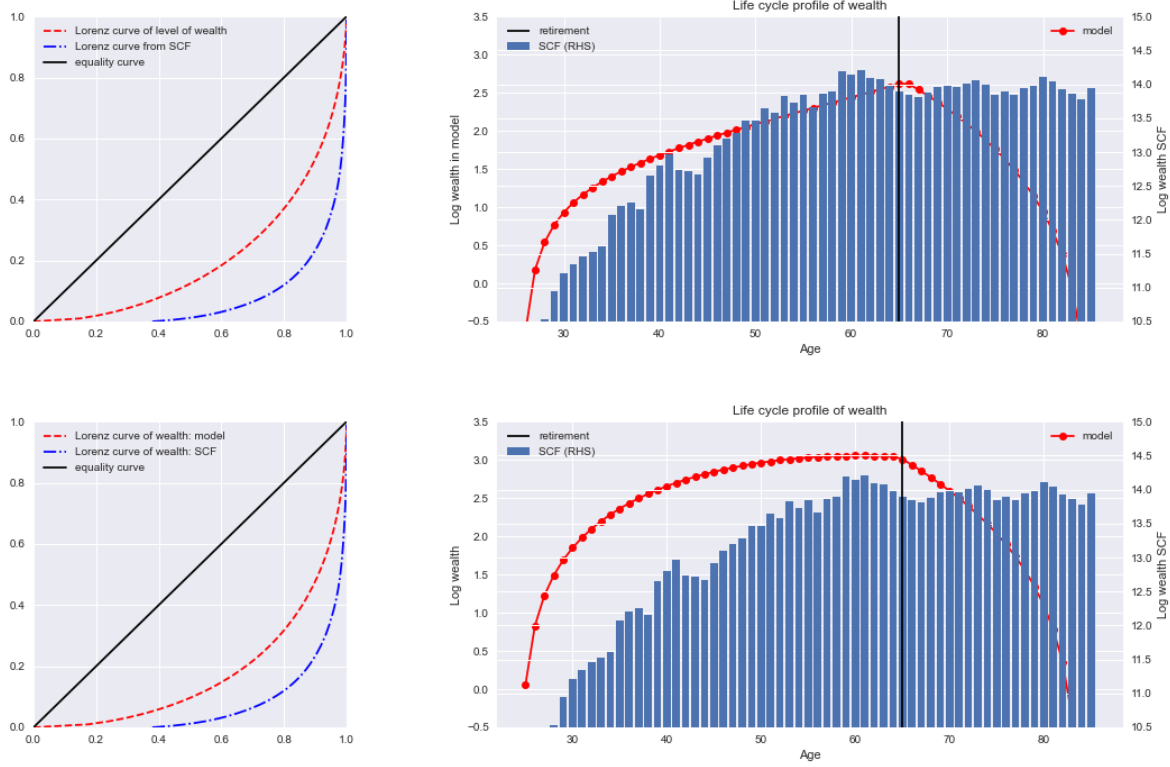 Life cycle profile of wealth
1.0
0.8
0.6
0.4
0.2
0.0
Lorenz curve of level of wealth
Lorenz curve from SCF
equality curve
0.0 0.2 0.4 0.6 0.8 1.0
Log wealth in model
3.5
3.0
2.5
2.0
1.5
1.0
0.5
0.0
−0.5
retirement
SCF (RHS)
model
15.0
14.5
14.0
13.5
13.0
12.5
12.0
11.5
11.0
10.5
Log wealth SCF
30 40 50 60 70 80
Age
Life cycle profile of wealth
1.0
0.8
0.6
0.4
0.2
0.0
Lorenz curve of wealth: model
Lorenz curve of wealth: SCF
equality curve
0.0 0.2 0.4 0.6 0.8 1.0
Log wealth
3.5
3.0
2.5
2.0
1.5
1.0
0.5
0.0
−0.5
retirement
SCF (RHS)
model
15.0
14.5
14.0
13.5
13.0
12.5
12.0
11.5
11.0
10.5
Log wealth SCF
30 40 50 60 70 80
Age